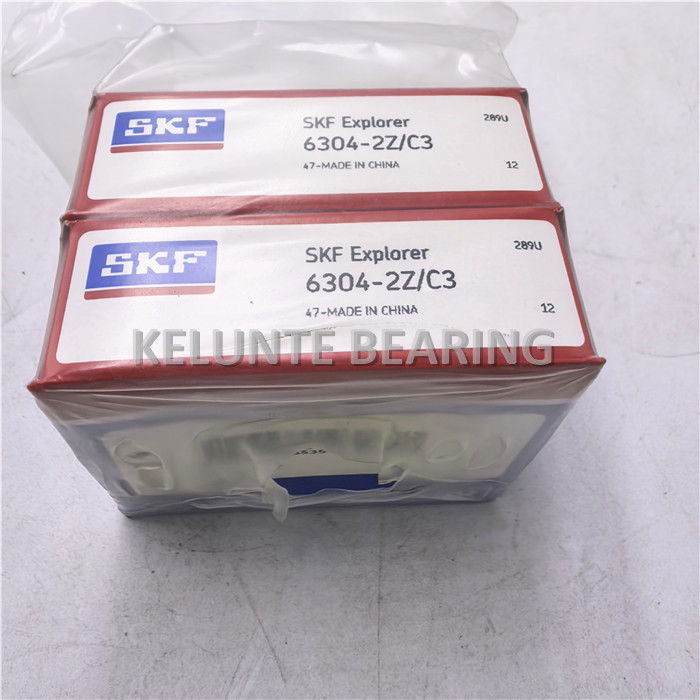 SKF
SKF Explorer
289U
6304-2Z/C3
47-MADE IN CHINA
12
SKF
SKF Explorer
289U
6304-2Z/C3
47-MADE IN CHINA
12
KELUNTE BEARING